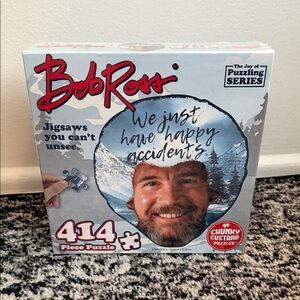 Bob Ross
The Joy of
Puzzling
SERIES
Jigsaws
you can't
unsee.
We just
have happy
accidents.
414
Piece Puzzle
CHUNKY
CUSTARD
PUZZLES